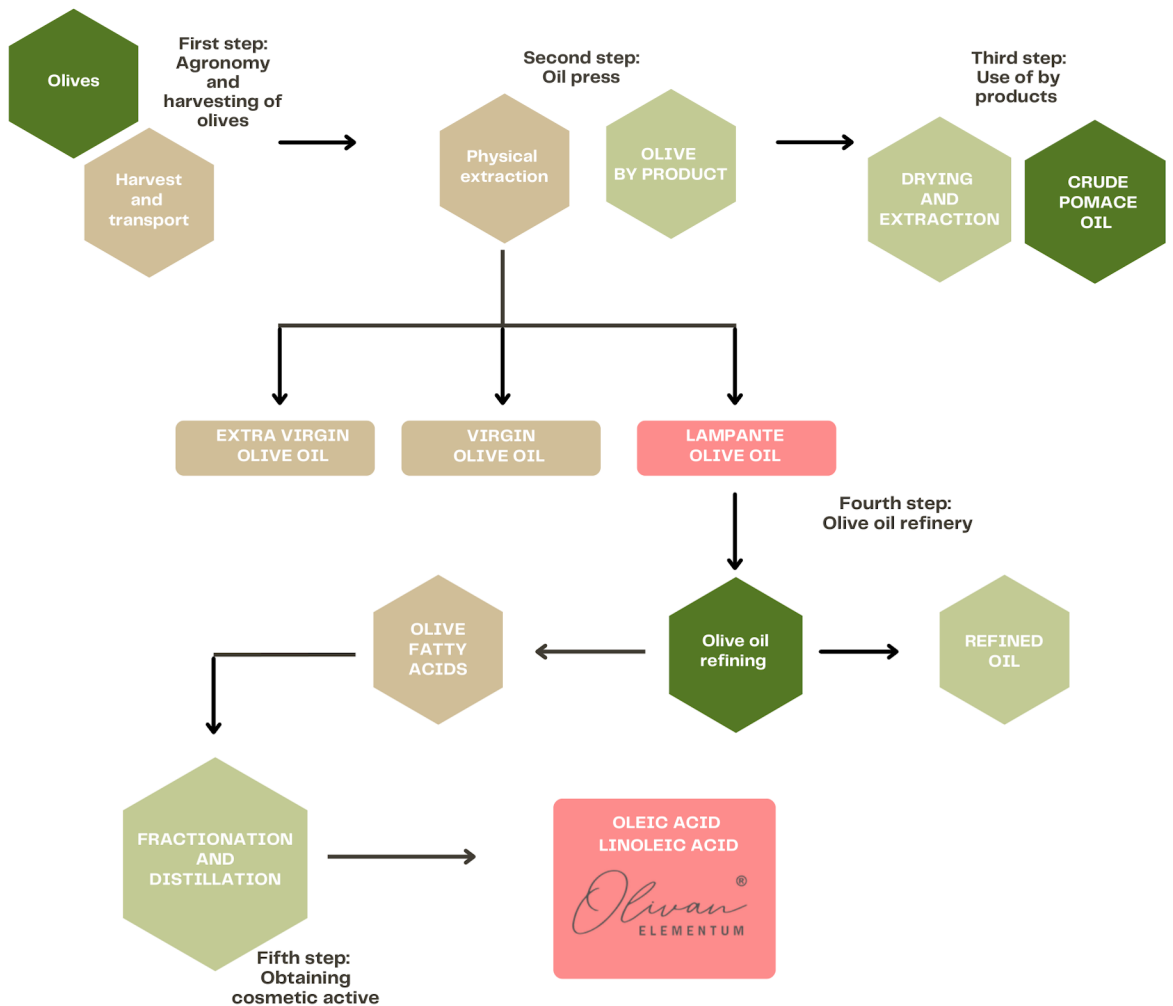 Olives
First step:
Agronomy
and
harvesting of
olives
Harvest
and
transport
Second step:
Oil press
Physical
extraction
OLIVE
BY PRODUCT
Third step:
Use of by
products
DRYING
AND
EXTRACTION
CRUDE
POMACE
OIL
EXTRA VIRGIN
OLIVE OIL
VIRGIN
OLIVE OIL
LAMPANTE
OLIVE OIL
Fourth step:
Olive oil refinery
OLIVE
FATTY
ACIDS
Olive oil
refining
REFINED
OIL
FRACTIONATION
AND
DISTILLATION
Fifth step:
Obtaining
cosmetic active
OLEIC ACID
LINOLEIC ACID
Olivan ®
ELEMENTUM